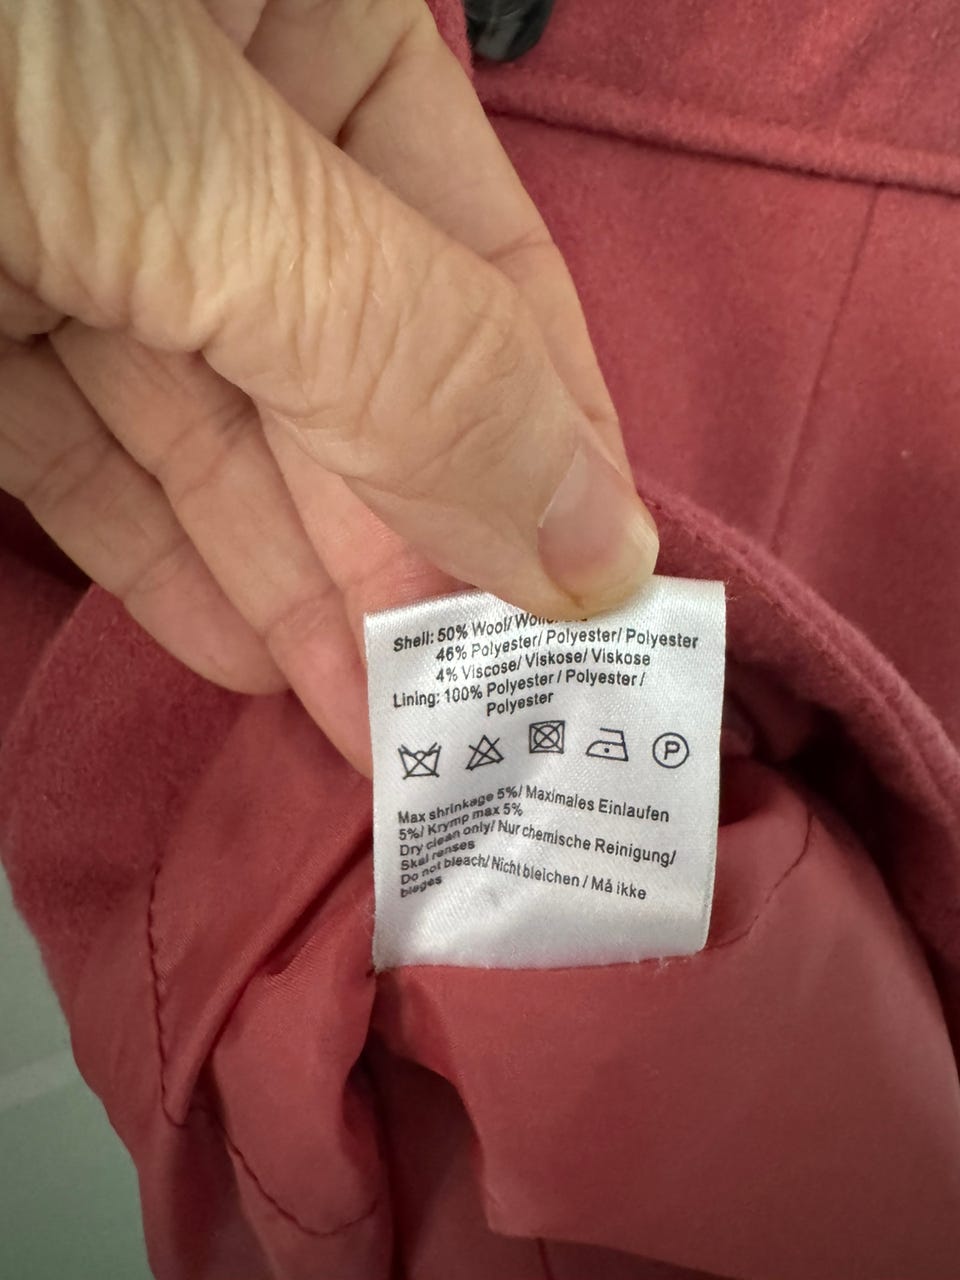 Shell: 50% Wool/
46% Polyester/ Polyester/ Polyester
4% Viscose/ Viskose/ Viskose
Lining: 100% Polyester / Polyester /
Polyester
P
Max shrinkage 5%/ Maximales Einlaufen
5%/ Krymp max 5%
Dry clean only/ Nur chemische Reinigung/
Skal renses
Do not bleach/ Nicht bleichen / Må ikke
bleges